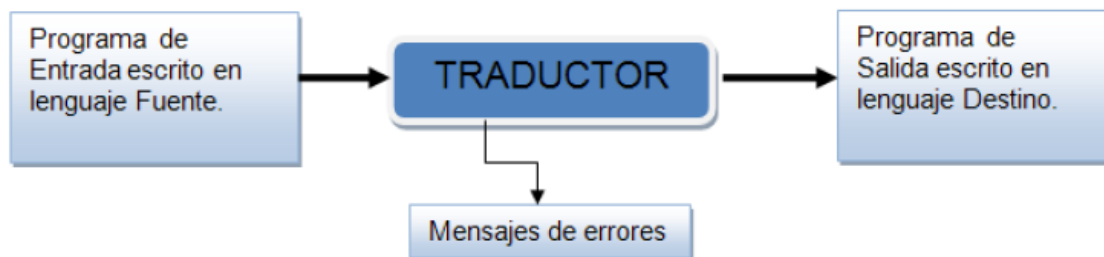 Programa de
Entrada escrito en
lenguaje Fuente.
TRADUCTOR
Programa de
Salida escrito en
lenguaje Destino.
Mensajes de errores